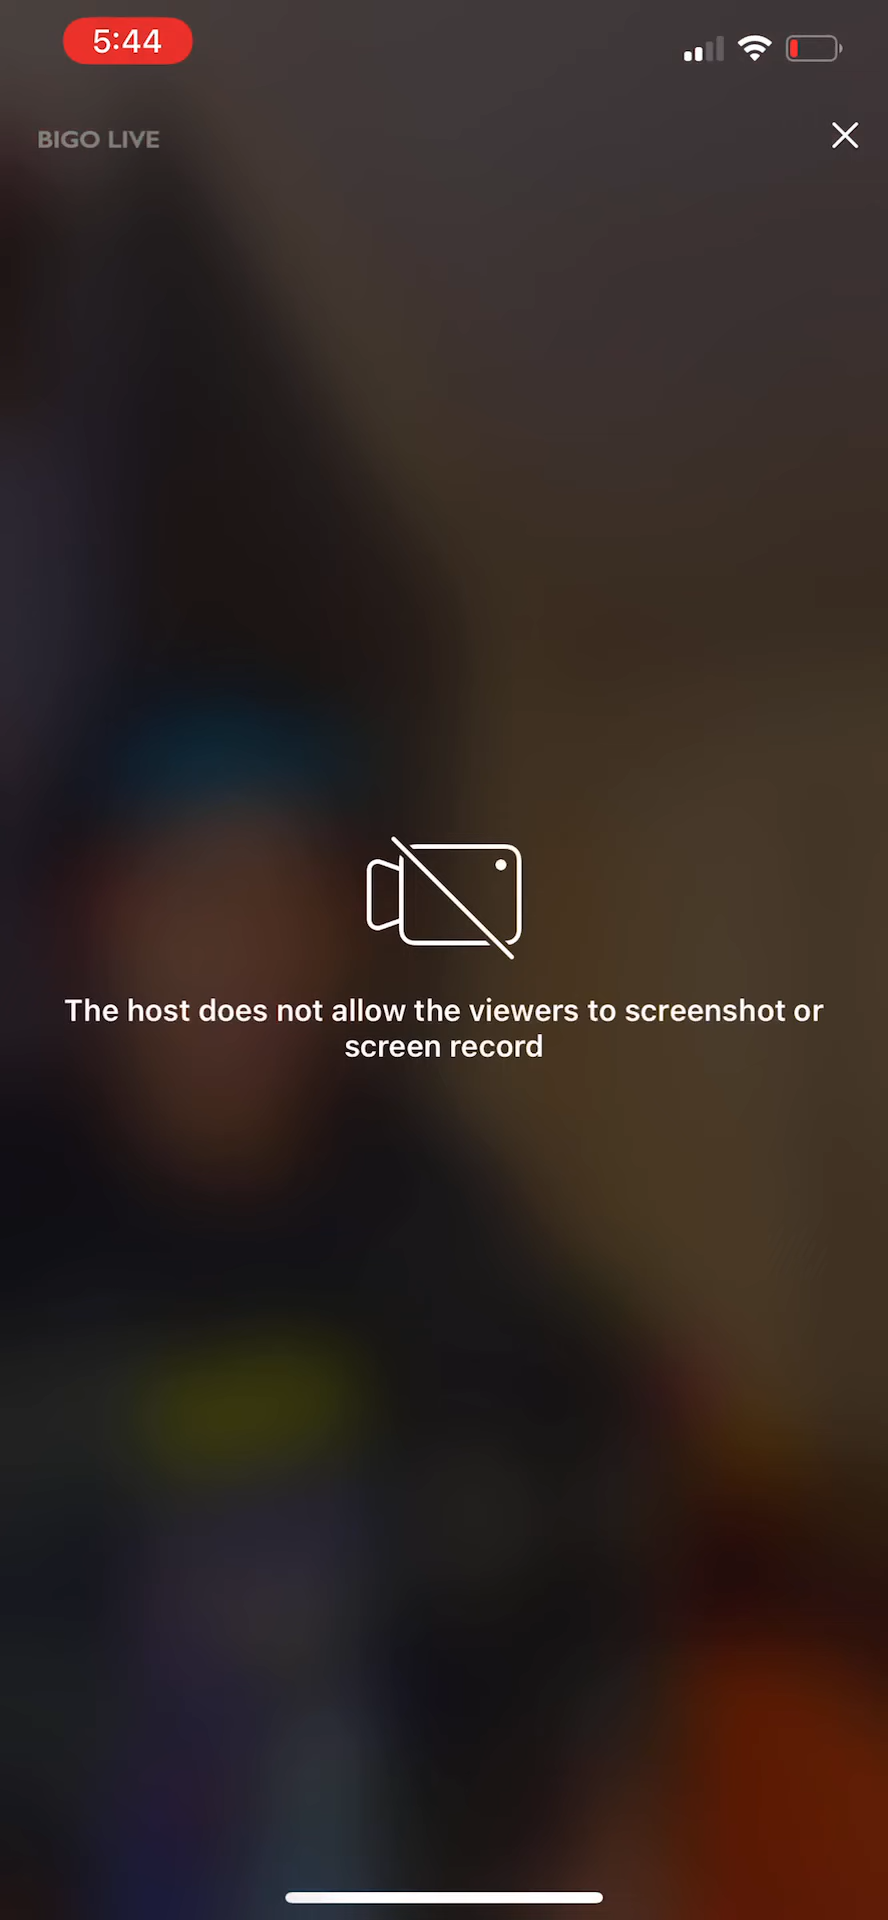 5:44
BIGO LIVE
The host does not allow the viewers to screenshot or
screen record